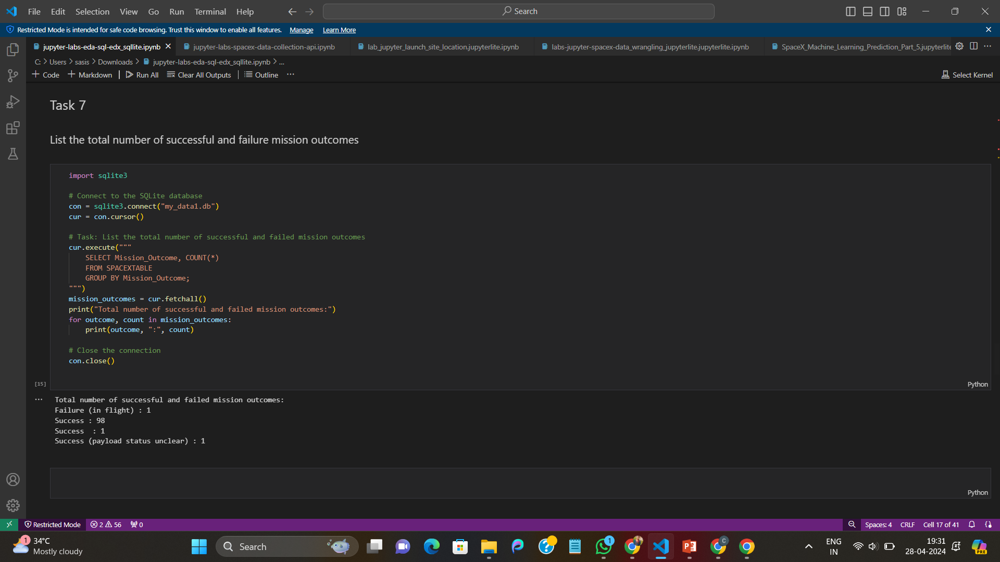 File Edit Selection View Go Run Terminal Help
Search
Restricted Mode is intended for safe code browsing. Trust this window to enable all features. Manage Learn More
jupyter-labs-eda-sql-edx_sqllite.ipynb
jupyter-labs-spacex-data-collection-api.ipynb
lab_jupyter_launch_site_location.jupyterlite.ipynb
labs-jupyter-spacex-data_wrangling_jupyterlite.jupyterlite.ipynb
SpaceX_Machine_Learning_Prediction_Part_5.jupyterlite
C: > Users > sasis > Downloads > jupyter-labs-eda-sql-edx_sqllite.ipynb > ...
+ Code + Markdown | Run All Clear All Outputs | Outline ...
Select Kernel
Task 7
List the total number of successful and failure mission outcomes
import sqlite3
# Connect to the SQLite database
con = sqlite3.connect("my_data1.db")
cur = con.cursor()
# Task: List the total number of successful and failed mission outcomes
cur.execute("""
SELECT Mission_Outcome, COUNT(*)
FROM SPACEXTABLE
GROUP BY Mission_Outcome;
""")
mission_outcomes = cur.fetchall()
print("Total number of successful and failed mission outcomes:")
for outcome, count in mission_outcomes:
print(outcome, ":", count)
# Close the connection
con.close()
[15]
Python
... Total number of successful and failed mission outcomes:
Failure (in flight) : 1
Success : 98
Success  : 1
Success (payload status unclear) : 1
Python
Restricted Mode 2 56 0
Spaces: 4 CRLF Cell 17 of 41
1 34°C
Mostly cloudy
Search
1
C
ENG
IN
19:31
28-04-2024
PRE